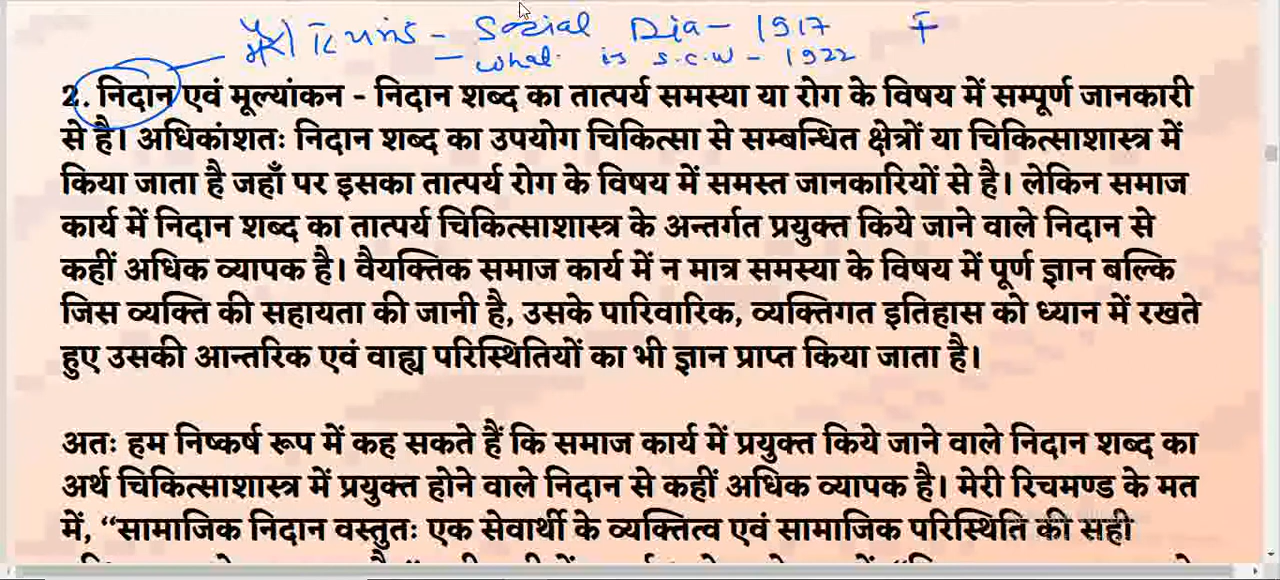 - Social Dia - 1917
- what is s.c.w - 1922
2. निदान एवं मूल्यांकन - निदान शब्द का तात्पर्य समस्या या रोग के विषय में सम्पूर्ण जानकारी
से है। अधिकांशतः निदान शब्द का उपयोग चिकित्सा से सम्बन्धित क्षेत्रों या चिकित्साशास्त्र में
किया जाता है जहाँ पर इसका तात्पर्य रोग के विषय में समस्त जानकारियों से है। लेकिन समाज
कार्य में निदान शब्द का तात्पर्य चिकित्साशास्त्र के अन्तर्गत प्रयुक्त किये जाने वाले निदान से
कहीं अधिक व्यापक है। वैयक्तिक समाज कार्य में न मात्र समस्या के विषय में पूर्ण ज्ञान बल्कि
जिस व्यक्ति की सहायता की जानी है, उसके पारिवारिक, व्यक्तिगत इतिहास को ध्यान में रखते
हुए उसकी आन्तरिक एवं वाह्य परिस्थितियों का भी ज्ञान प्राप्त किया जाता है।
अतः हम निष्कर्ष रूप में कह सकते हैं कि समाज कार्य में प्रयुक्त किये जाने वाले निदान शब्द का
अर्थ चिकित्साशास्त्र में प्रयुक्त होने वाले निदान से कहीं अधिक व्यापक है। मेरी रिचमण्ड के मत
में, “सामाजिक निदान वस्तुतः एक सेवार्थी के व्यक्तित्व एवं सामाजिक परिस्थिति की सही